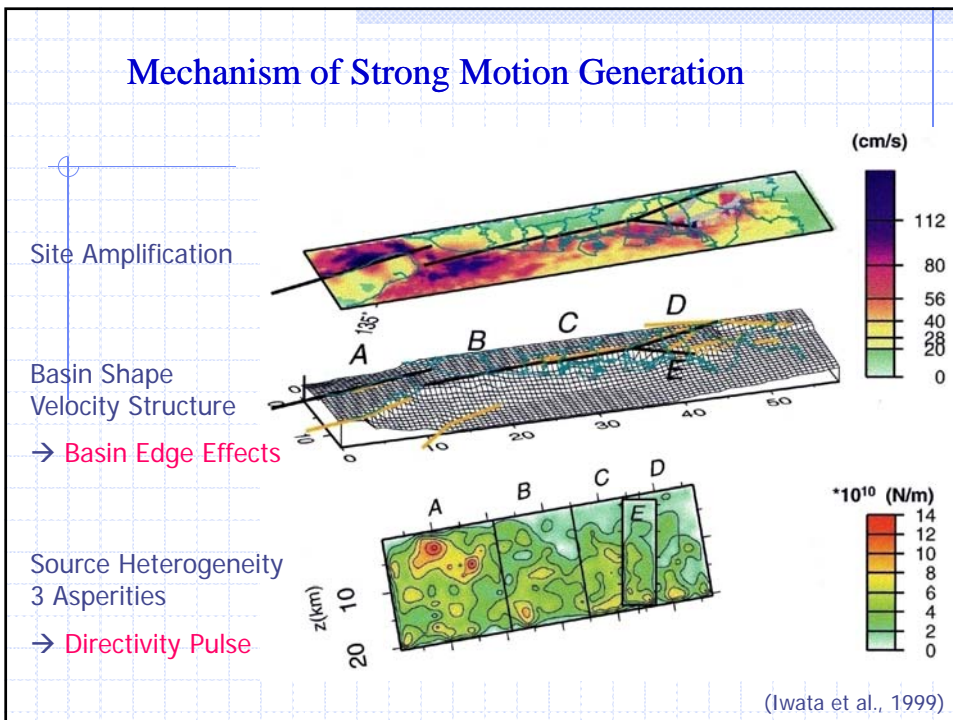 Mechanism of Strong Motion Generation
(cm/s)
112
80
56
40
28
20
0
Site Amplification
135°
A B C D
E
0
0
10
0
10
20
30
40
50
Basin Shape
Velocity Structure
→ Basin Edge Effects
A B C D
E
z(km)
10
20
*10¹⁰ (N/m)
14
12
10
8
6
4
2
0
Source Heterogeneity
3 Asperities
→ Directivity Pulse
(Iwata et al., 1999)